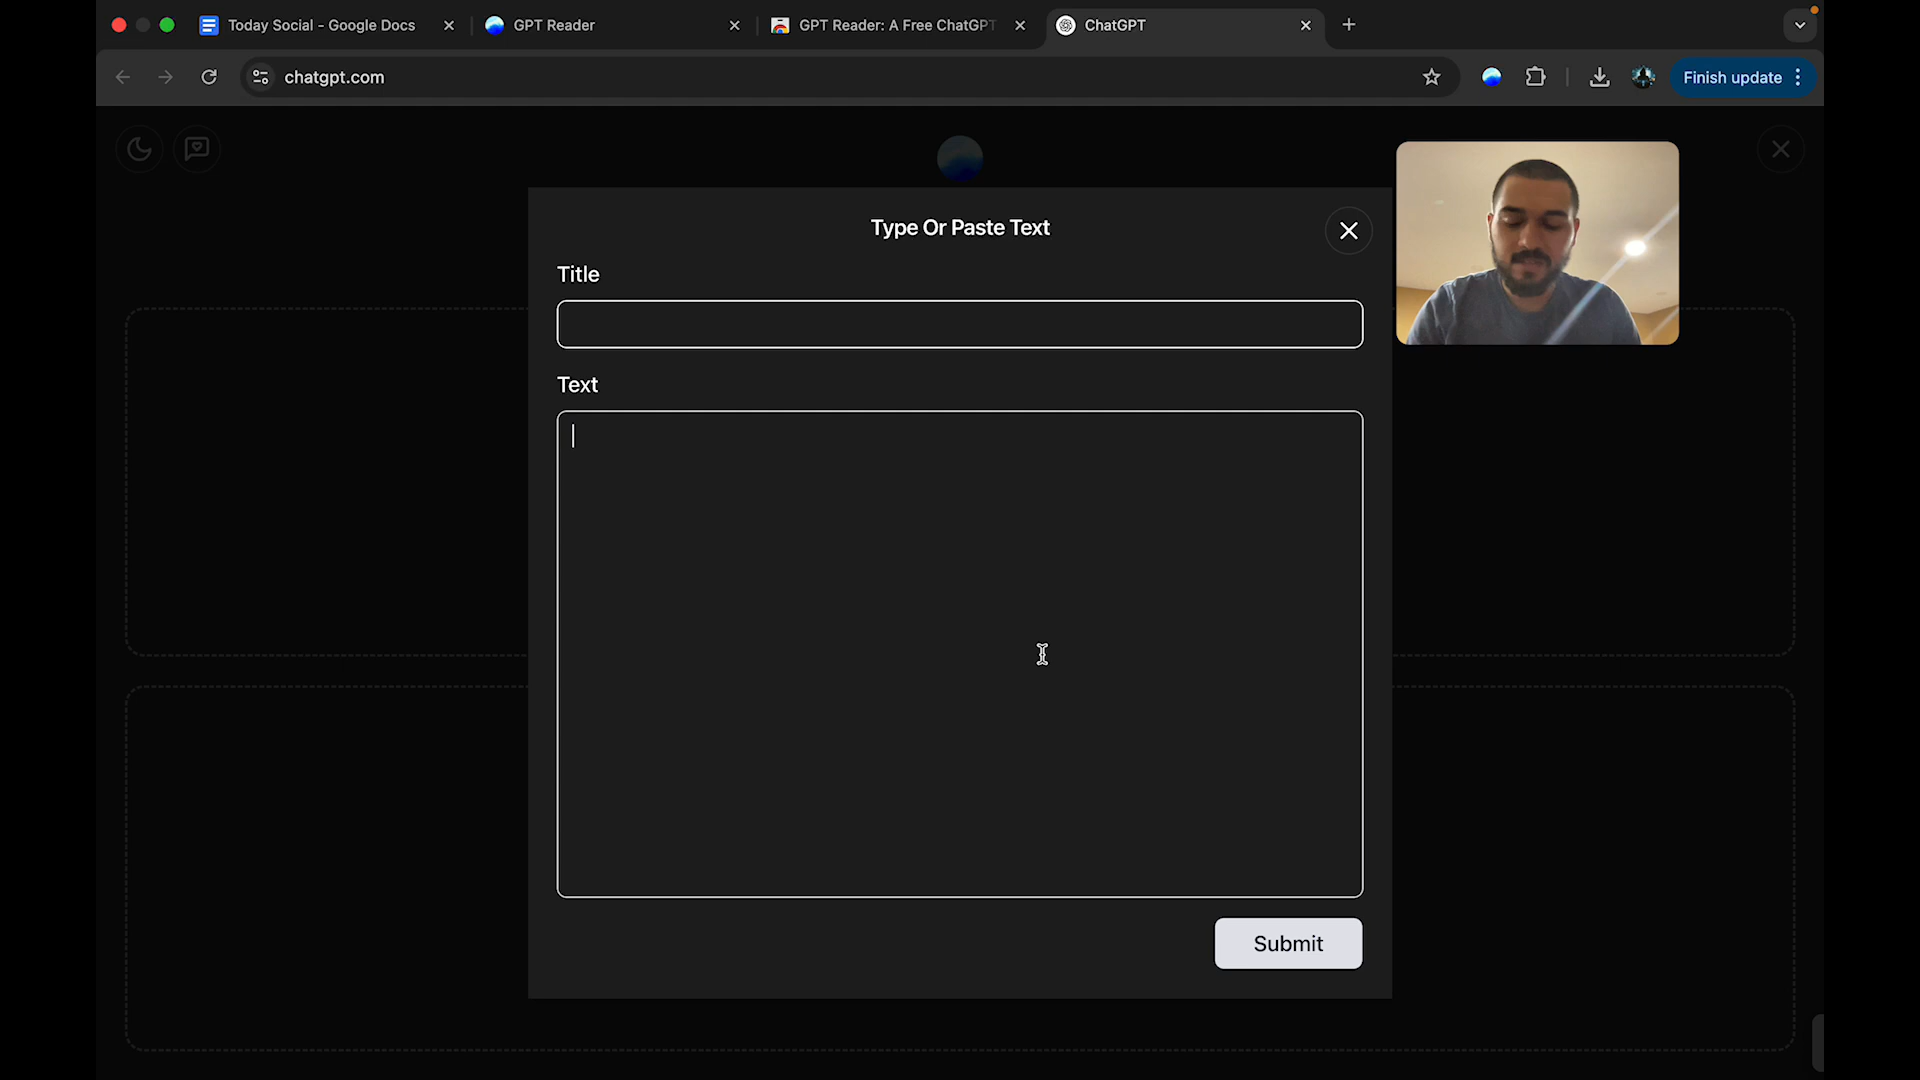 Today Social - Google Docs
GPT Reader
GPT Reader: A Free ChatGPT
ChatGPT
chatgpt.com
Finish update
Type Or Paste Text
Title
Text
Submit